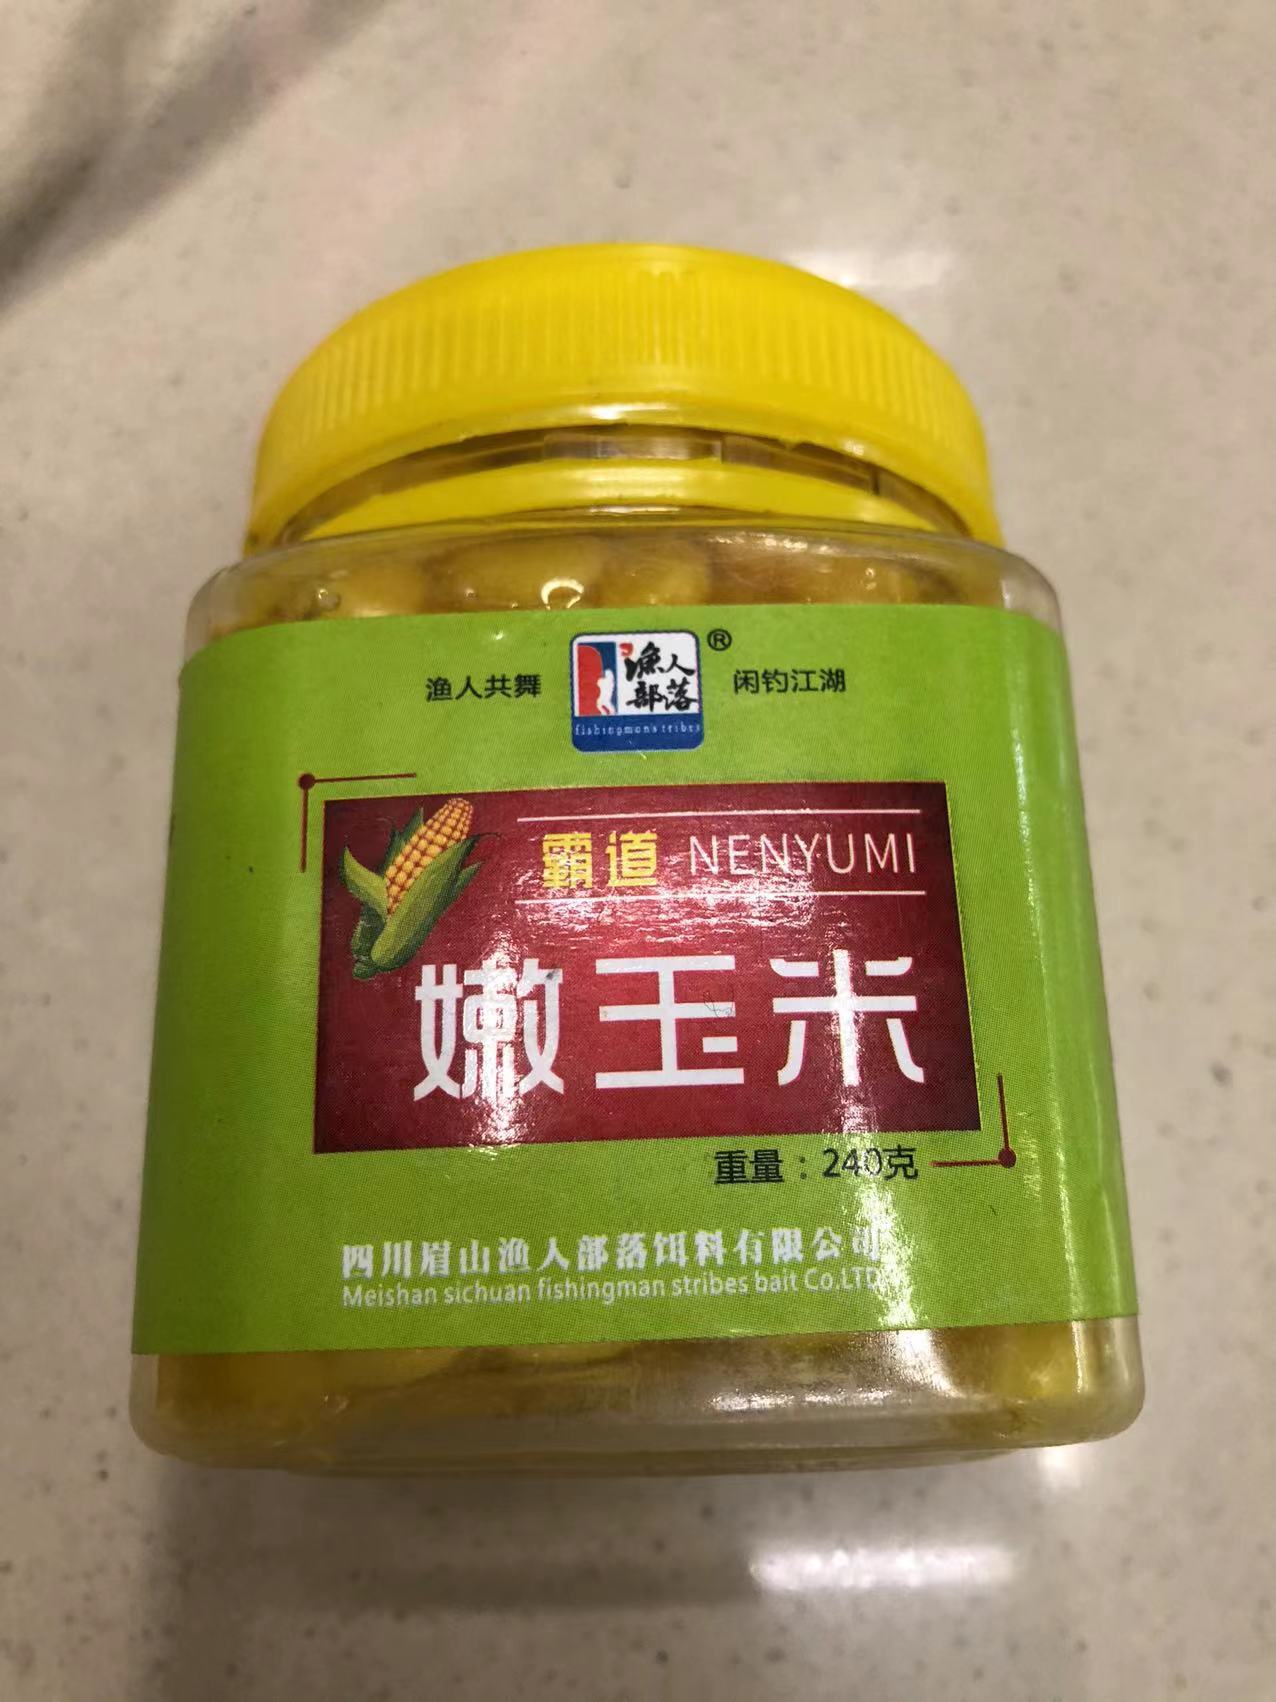 渔人共舞 渔人部落 ® 闲钓江湖
fishingmans tribes
霸道 NENYUMI
嫩玉米
重量：240克
四川眉山渔人部落饵料有限公司
Meishan sichuan fishingman stribes bait Co.LTD